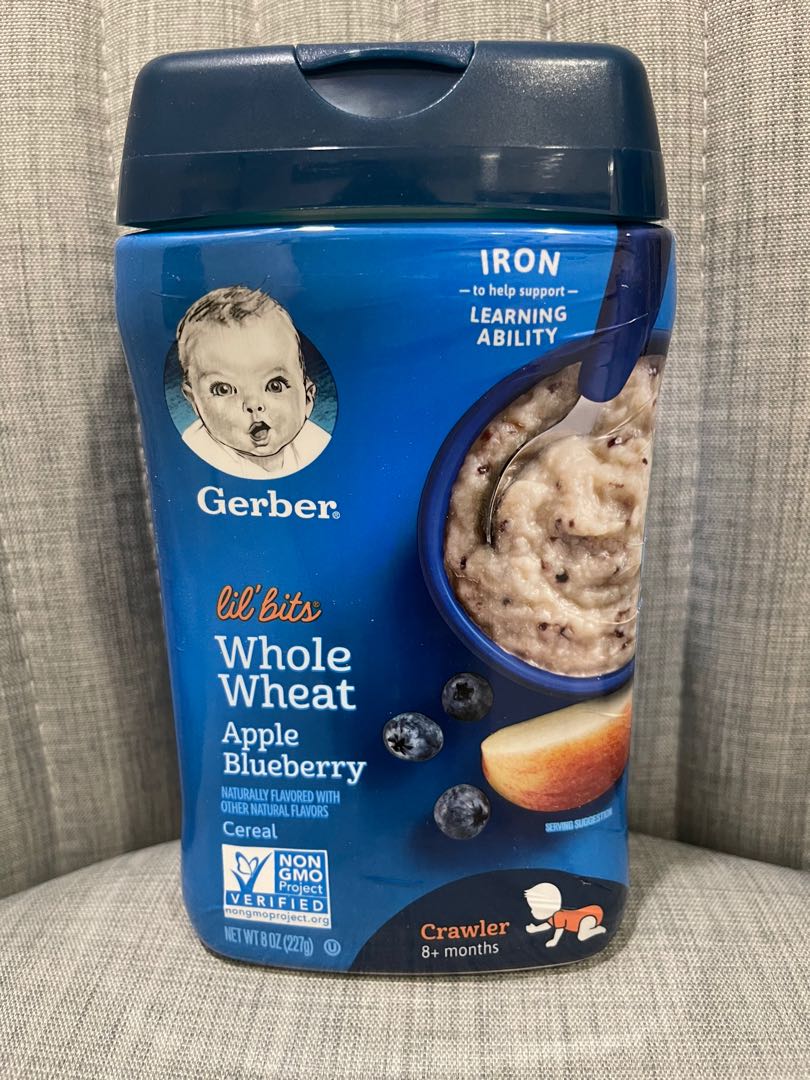 IRON
to help support
LEARNING
ABILITY
Gerber®
lil' bits®
Whole
Wheat
Apple
Blueberry
NATURALLY FLAVORED WITH
OTHER NATURAL FLAVORS
Cereal
NON
GMO
Project
VERIFIED
nongmoproject.org
NET WT 8 OZ (227g)
U
SERVING SUGGESTION
Crawler
8+ months